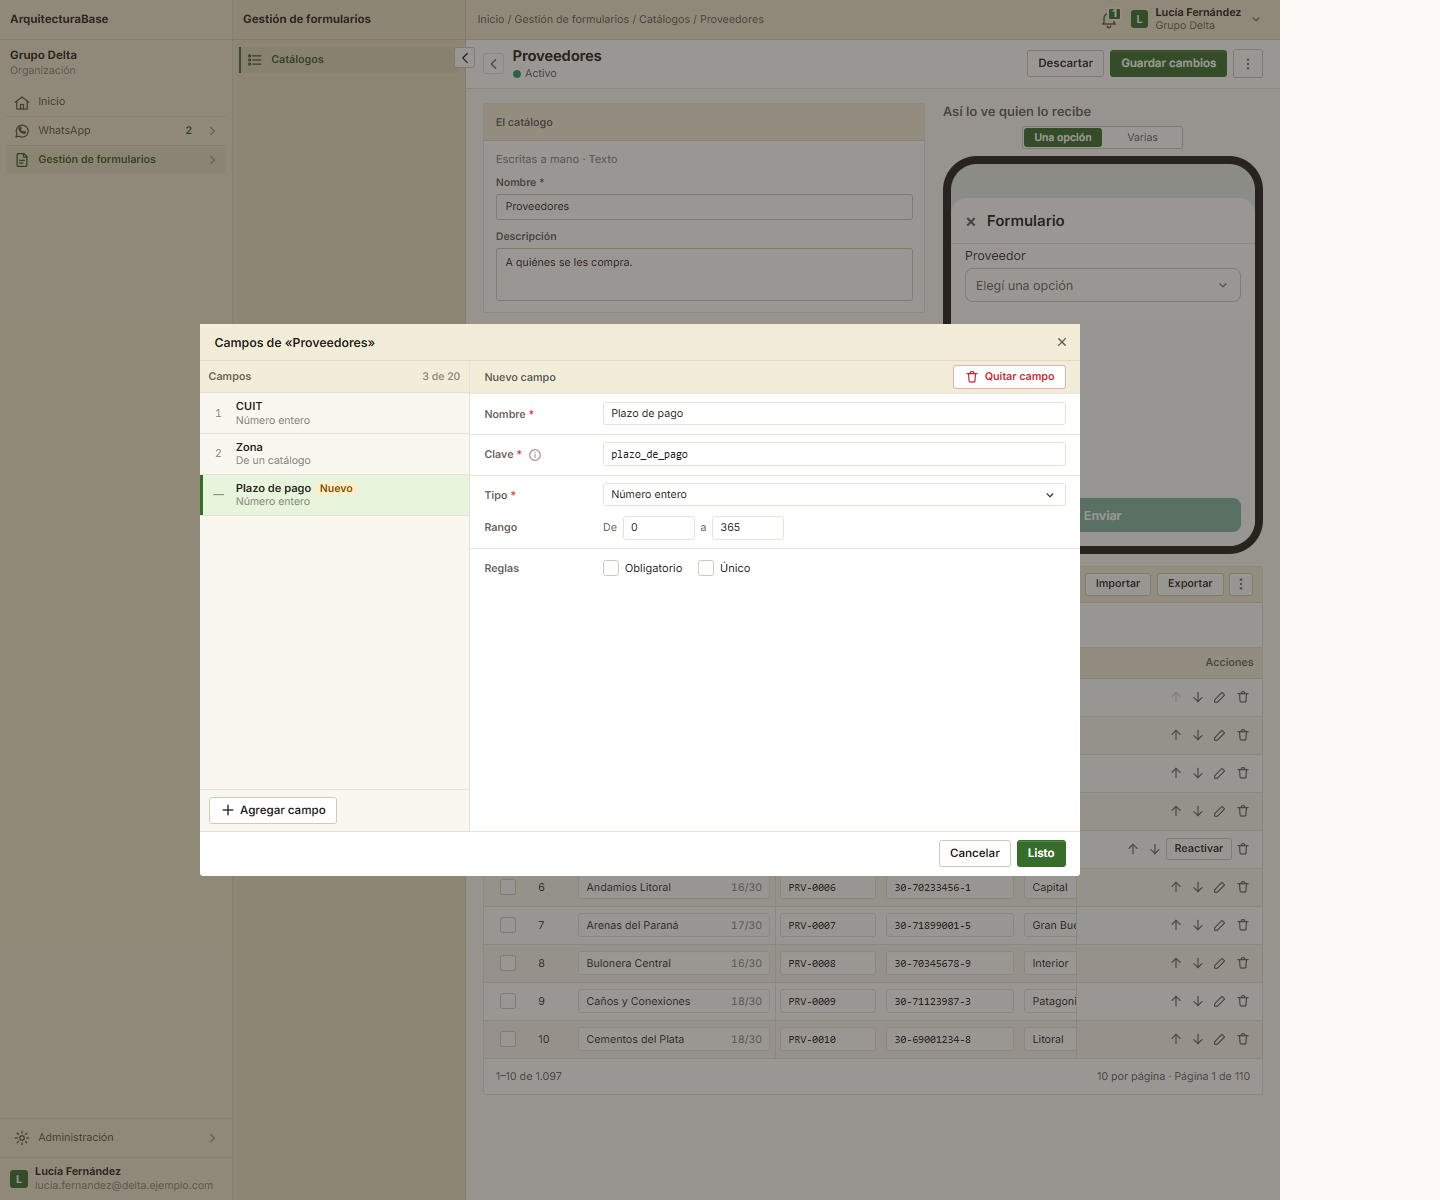 ArquitecturaBase
Gestión de formularios
Inicio / Gestión de formularios / Catálogos / Proveedores
1
L
Lucía Fernández
Grupo Delta
Grupo Delta
Organización
Inicio
WhatsApp 2
Gestión de formularios
Catálogos
Proveedores
Activo
Descartar
Guardar cambios
El catálogo
Escritas a mano · Texto
Nombre *
Proveedores
Descripción
A quiénes se les compra.
Así lo ve quien lo recibe
Una opción
Varias
Formulario
Proveedor
Elegí una opción
Enviar
Campos de «Proveedores»
Campos 3 de 20
1 CUIT
Número entero
2 Zona
De un catálogo
— Plazo de pago Nuevo
Número entero
Agregar campo
Nuevo campo
Quitar campo
Nombre * Plazo de pago
Clave * plazo_de_pago
Tipo * Número entero
Rango De 0 a 365
Reglas Obligatorio Único
Cancelar
Listo
Importar
Exportar
Acciones
Reactivar
6 Andamios Litoral 16/30 PRV-0006 30-70233456-1 Capital
7 Arenas del Paraná 17/30 PRV-0007 30-71899001-5 Gran Bue
8 Bulonera Central 16/30 PRV-0008 30-70345678-9 Interior
9 Caños y Conexiones 18/30 PRV-0009 30-71123987-3 Patagoni
10 Cementos del Plata 18/30 PRV-0010 30-69001234-8 Litoral
1–10 de 1.097
10 por página · Página 1 de 110
Administración
L
Lucía Fernández
lucia.fernandez@delta.ejemplo.com